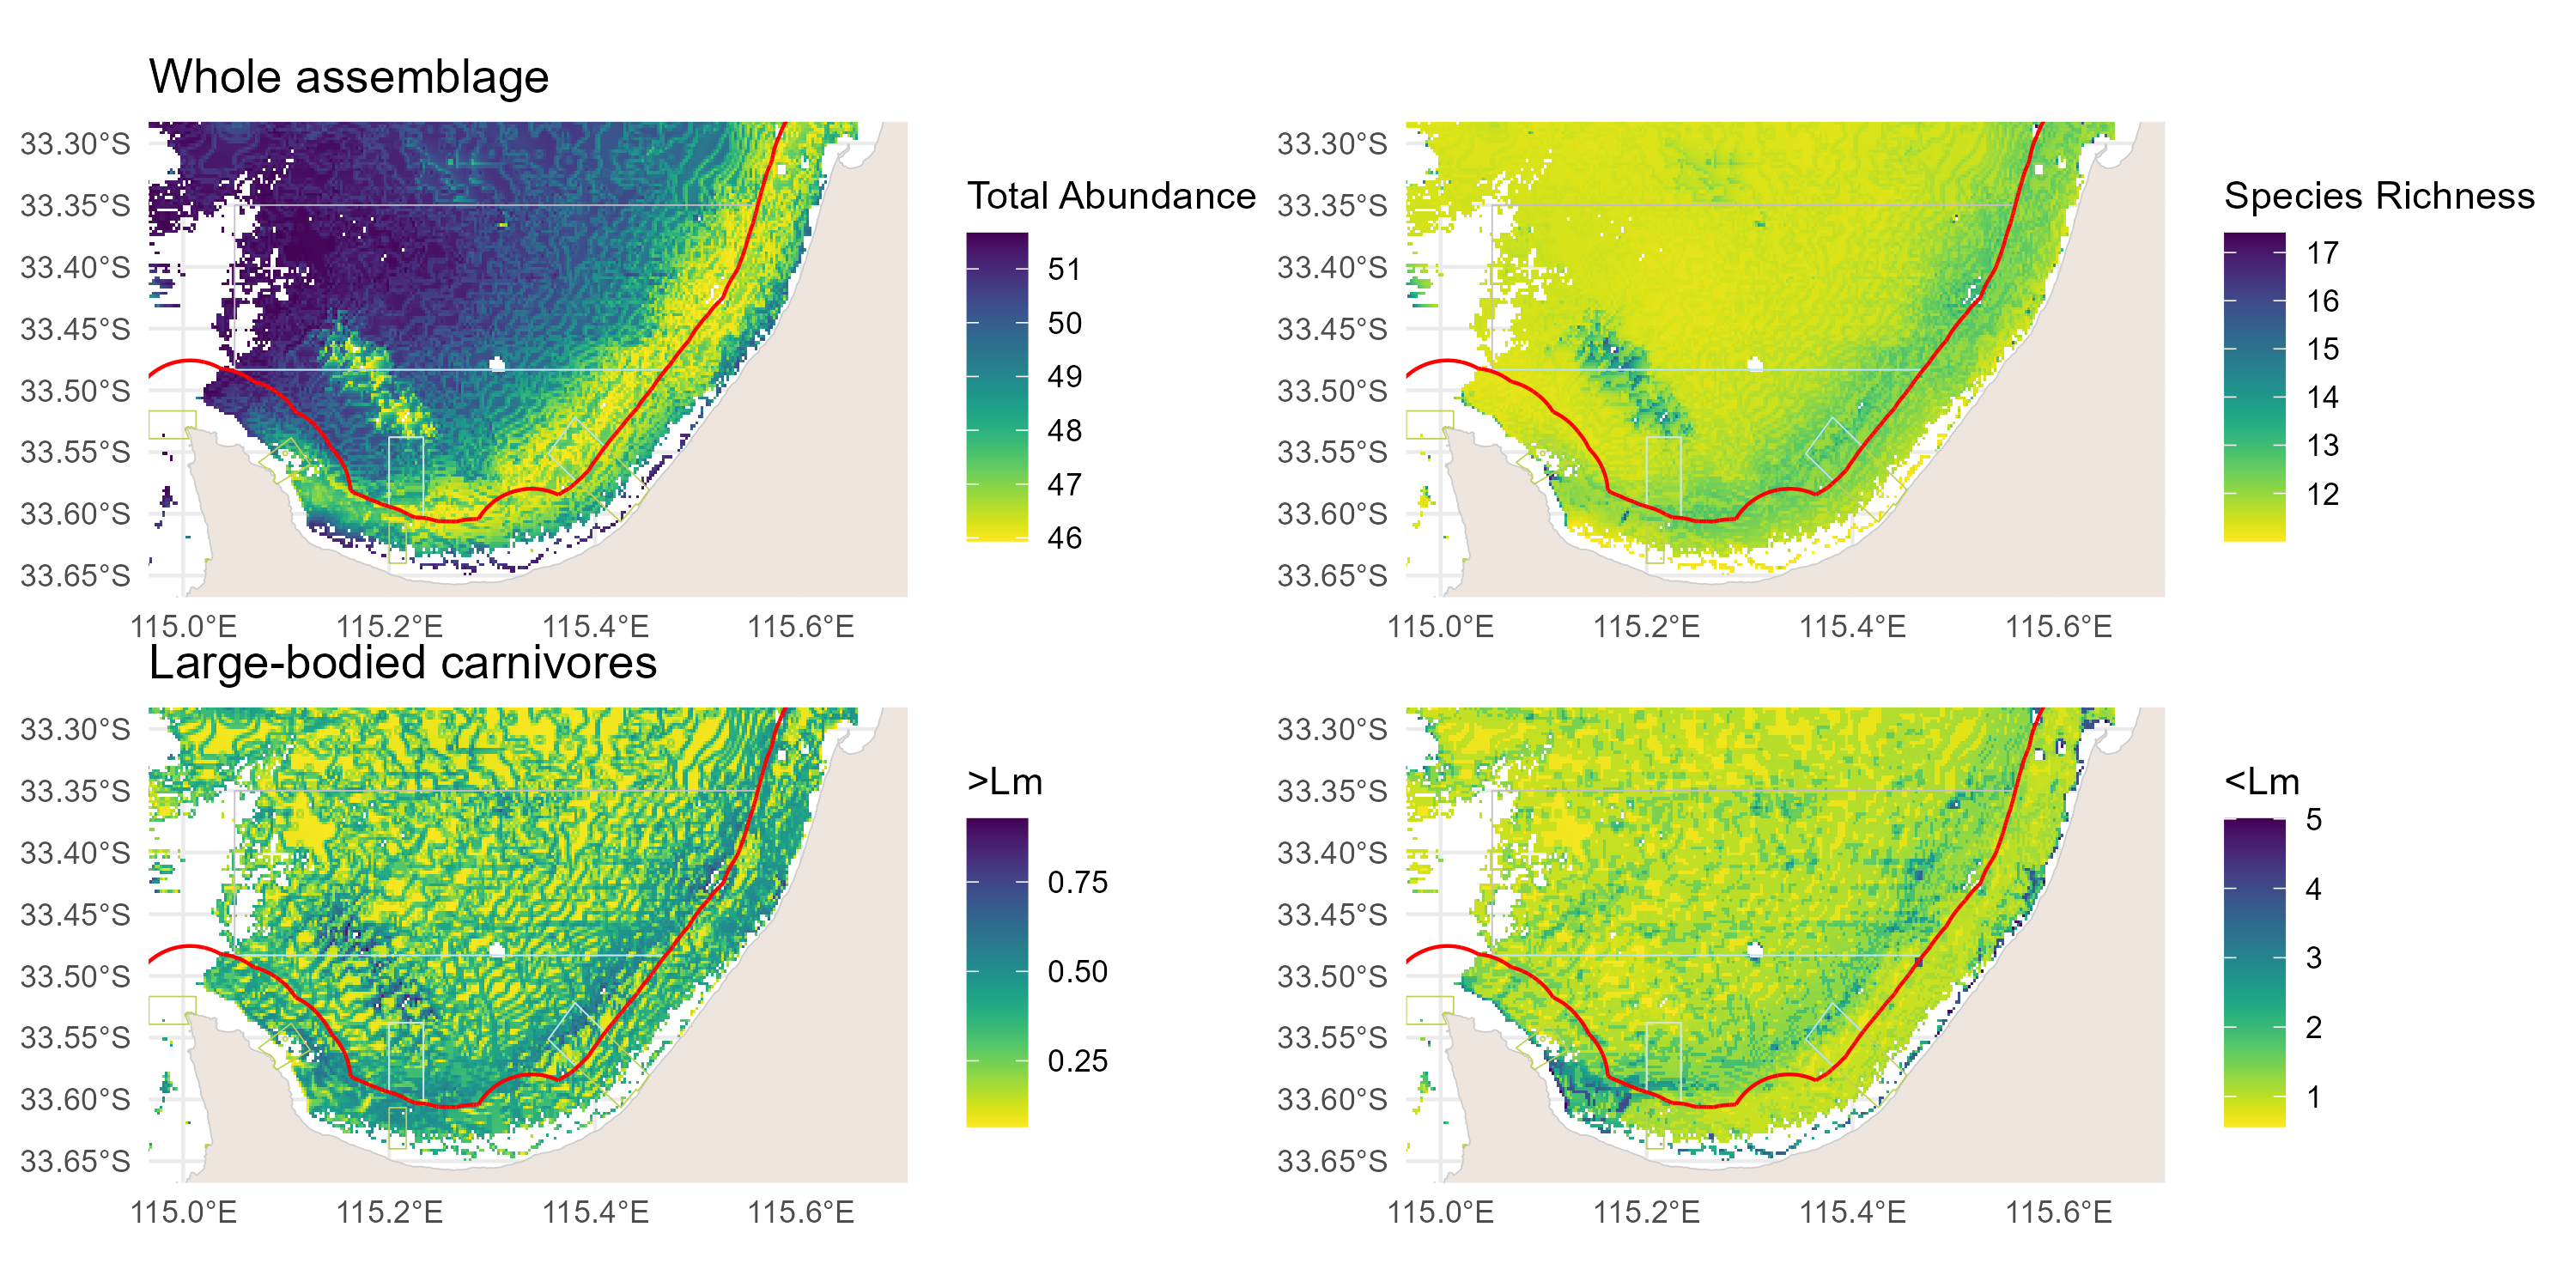 Whole assemblage
33.30°S
33.35°S
33.40°S
33.45°S
33.50°S
33.55°S
33.60°S
33.65°S
115.0°E 115.2°E 115.4°E 115.6°E
Total Abundance
51
50
49
48
47
46
33.30°S
33.35°S
33.40°S
33.45°S
33.50°S
33.55°S
33.60°S
33.65°S
115.0°E 115.2°E 115.4°E 115.6°E
Species Richness
17
16
15
14
13
12
Large-bodied carnivores
33.30°S
33.35°S
33.40°S
33.45°S
33.50°S
33.55°S
33.60°S
33.65°S
115.0°E 115.2°E 115.4°E 115.6°E
>Lm
0.75
0.50
0.25
33.30°S
33.35°S
33.40°S
33.45°S
33.50°S
33.55°S
33.60°S
33.65°S
115.0°E 115.2°E 115.4°E 115.6°E
<Lm
5
4
3
2
1